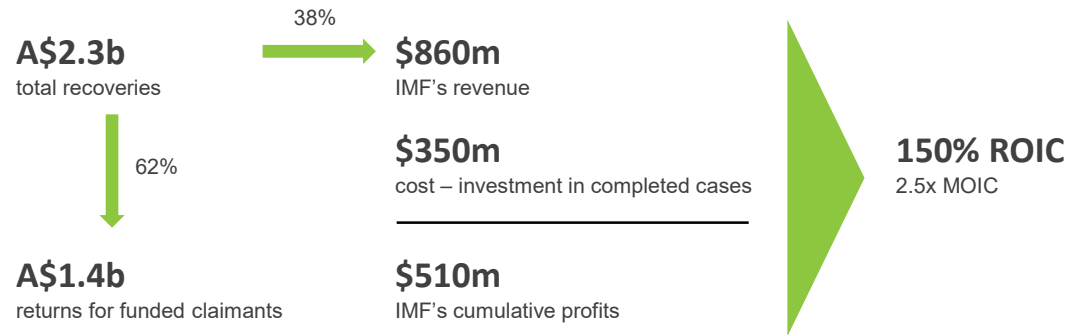 A$2.3b
total recoveries
38%
$860m
IMF's revenue
62%
$350m
cost – investment in completed cases
150% ROIC
2.5x MOIC
A$1.4b
returns for funded claimants
$510m
IMF's cumulative profits